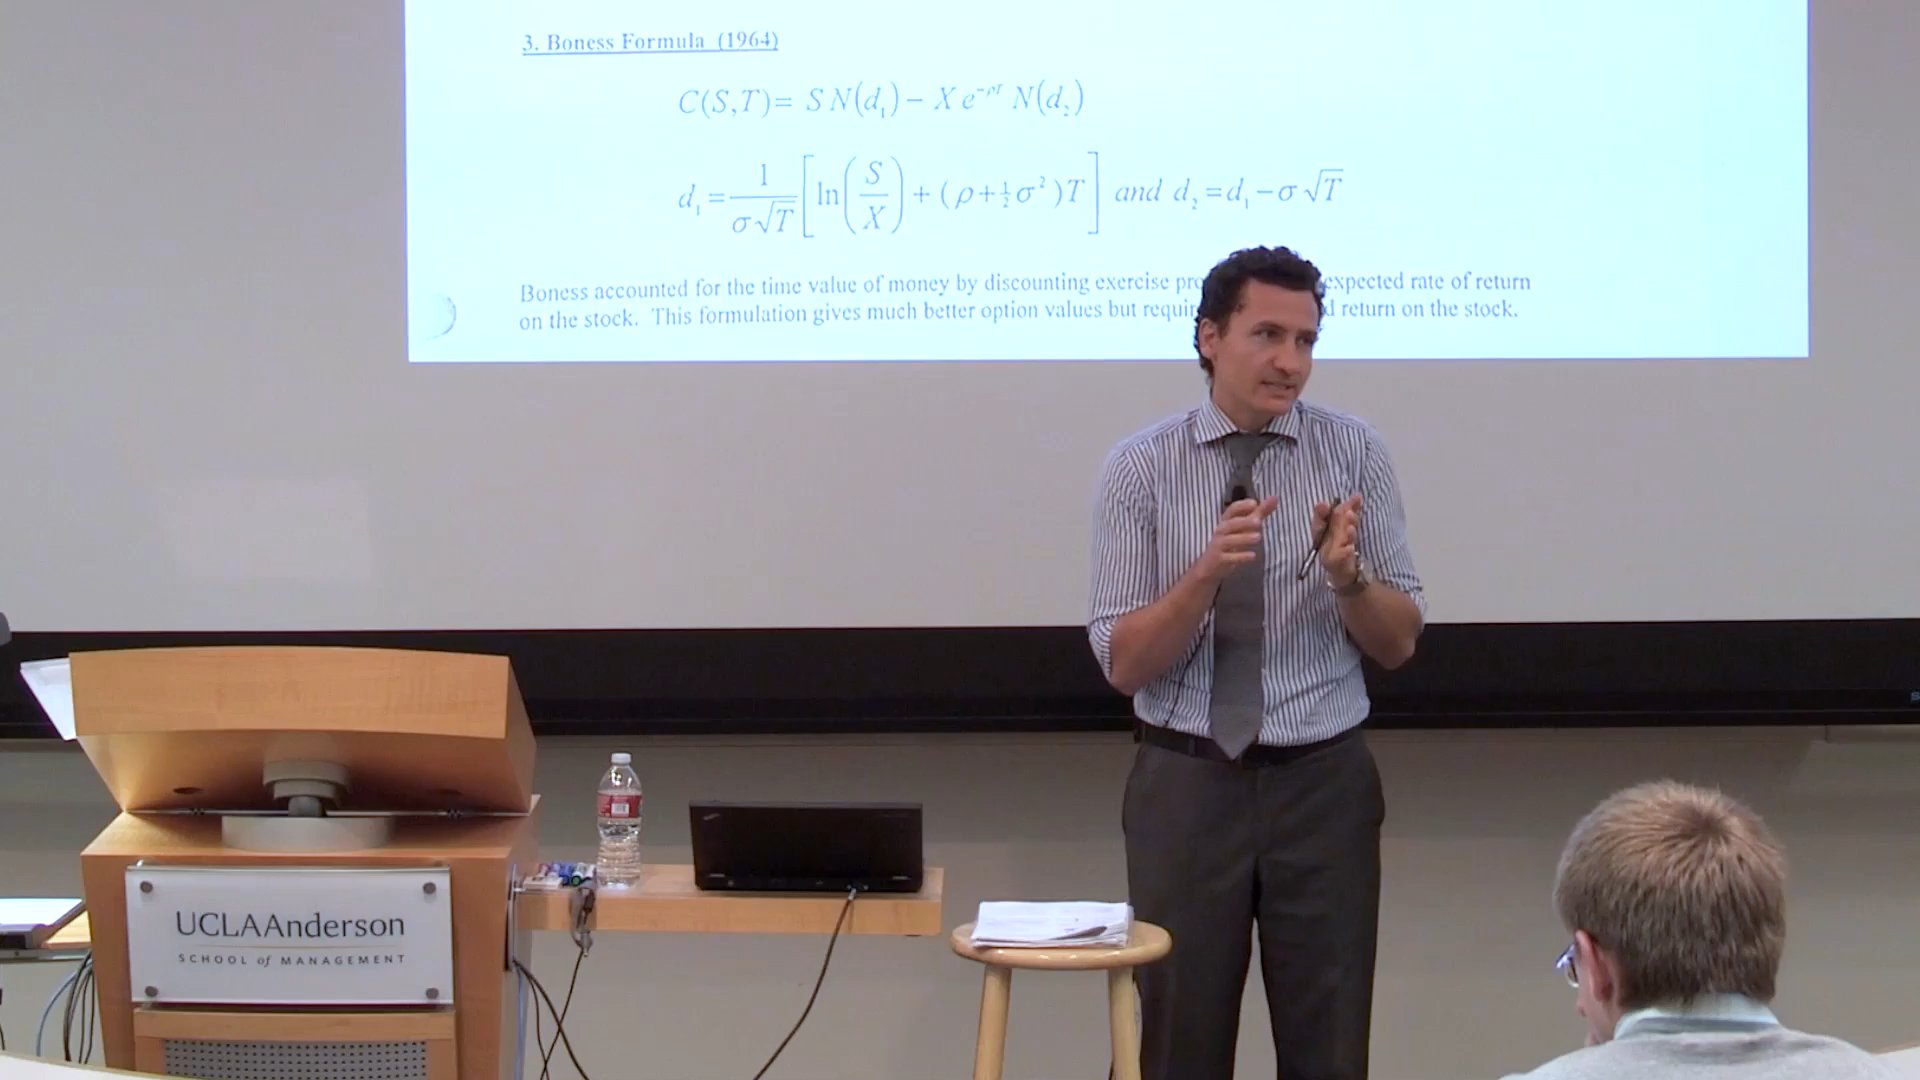 3. Boness Formula (1964)
C(S,T)= S N(d₁) − X e^{-ρT} N(d₂)
d₁ = 1/(σ√T) [ln(S/X) + (ρ+½σ²)T] and d₂ = d₁ − σ√T
Boness accounted for the time value of money by discounting exercise expected rate of return
on the stock. This formulation gives much better option values but return on the stock.
UCLAAnderson
SCHOOL of MANAGEMENT